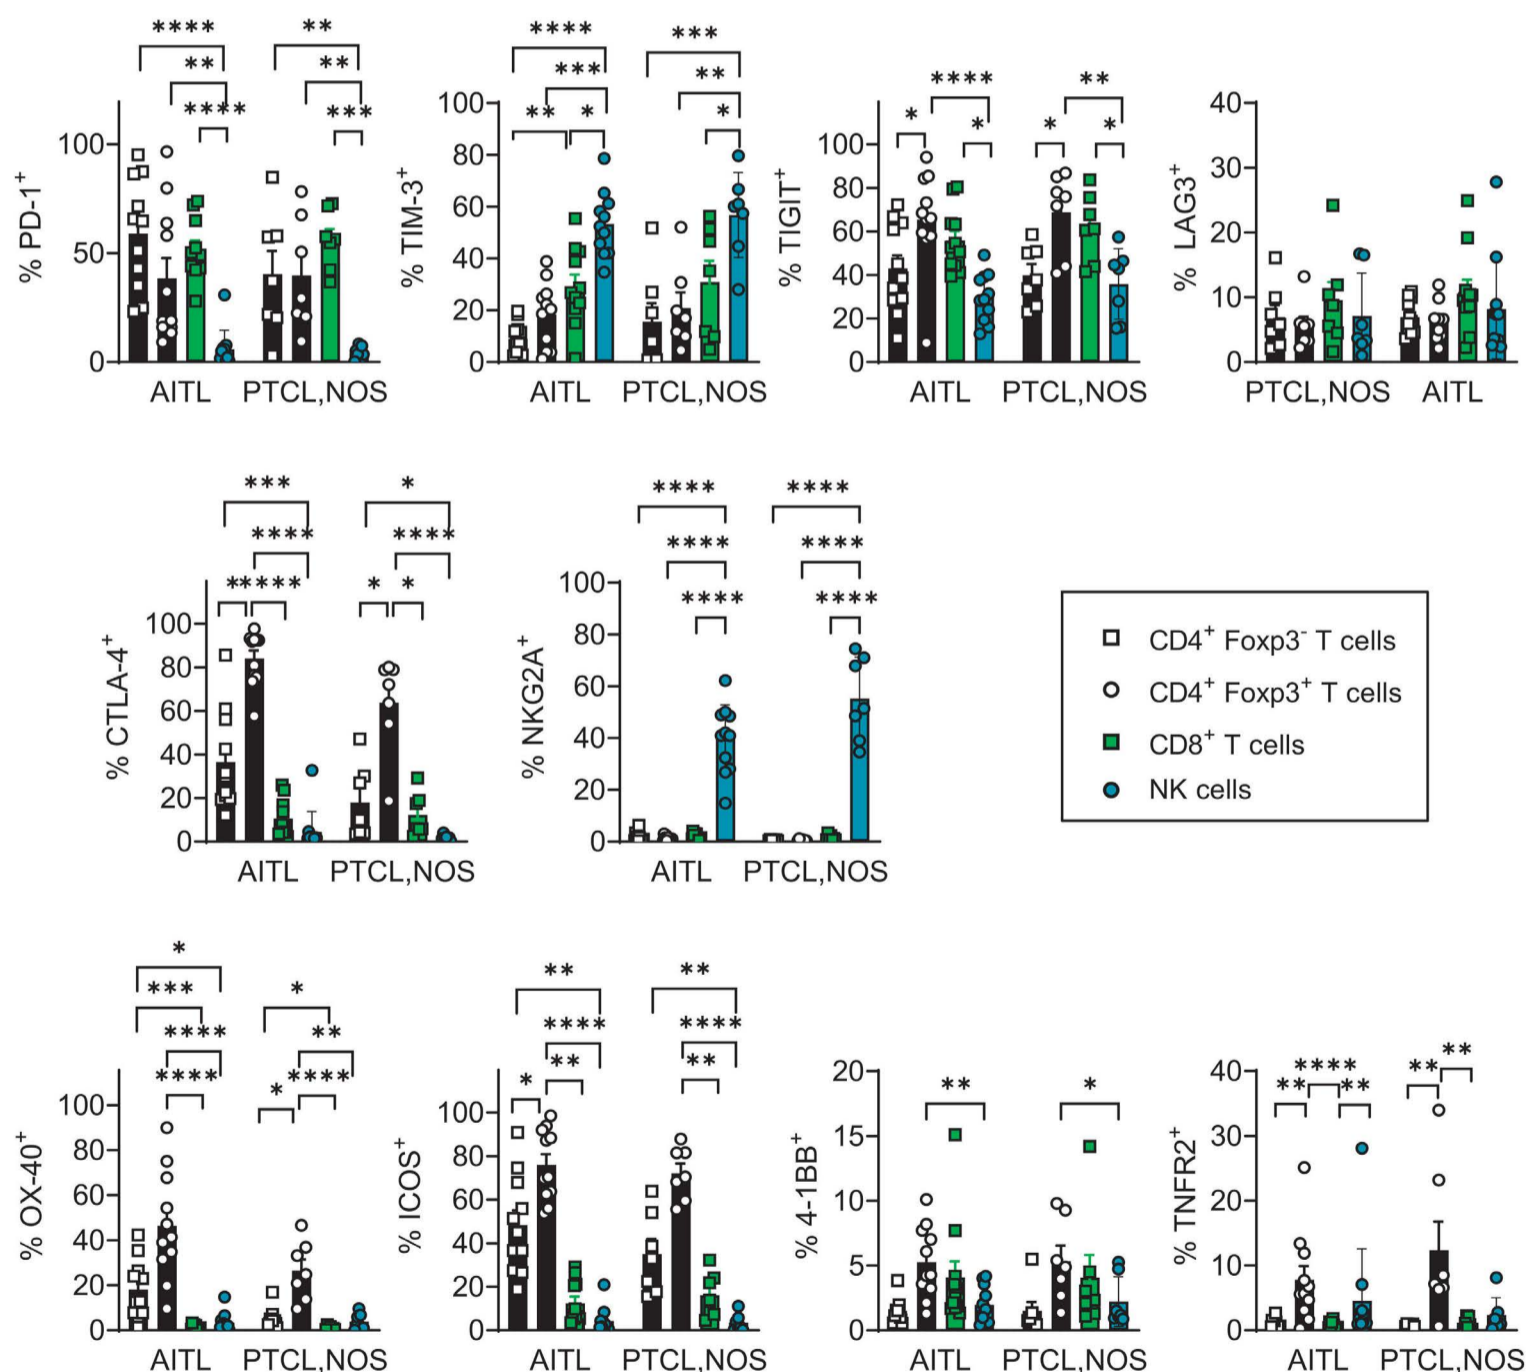 **** **
** **
**** ***
% PD-1+
100
50
0
AITL PTCL,NOS
**** ***
*** **
** * *
% TIM-3+
100
80
60
40
20
0
AITL PTCL,NOS
**** **
* * * *
% TIGIT+
100
80
60
40
20
0
AITL PTCL,NOS
% LAG3+
40
30
20
10
0
PTCL,NOS AITL
*** *
**** ****
****** * *
% CTLA-4+
100
80
60
40
20
0
AITL PTCL,NOS
**** ****
**** ****
**** ****
% NKG2A+
100
80
60
40
20
0
AITL PTCL,NOS
CD4+ Foxp3- T cells
CD4+ Foxp3+ T cells
CD8+ T cells
NK cells
*
*** *
**** **
**** * ****
% OX-40+
100
80
60
40
20
0
AITL PTCL,NOS
** **
**** ****
** **
*
% ICOS+
100
80
60
40
20
0
AITL PTCL,NOS
** *
% 4-1BB+
20
15
10
5
0
AITL PTCL,NOS
**** **
** ** **
% TNFR2+
40
30
20
10
0
AITL PTCL,NOS